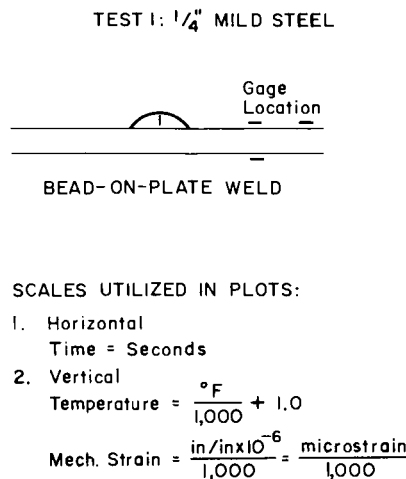 TEST 1: 1/4" MILD STEEL
Gage
Location
1
BEAD-ON-PLATE WELD
SCALES UTILIZED IN PLOTS:
1. Horizontal
Time = Seconds
2. Vertical
Temperature = °F/1,000 + 1.0
Mech. Strain = in/inx10⁻⁶/1,000 = microstrain/1,000